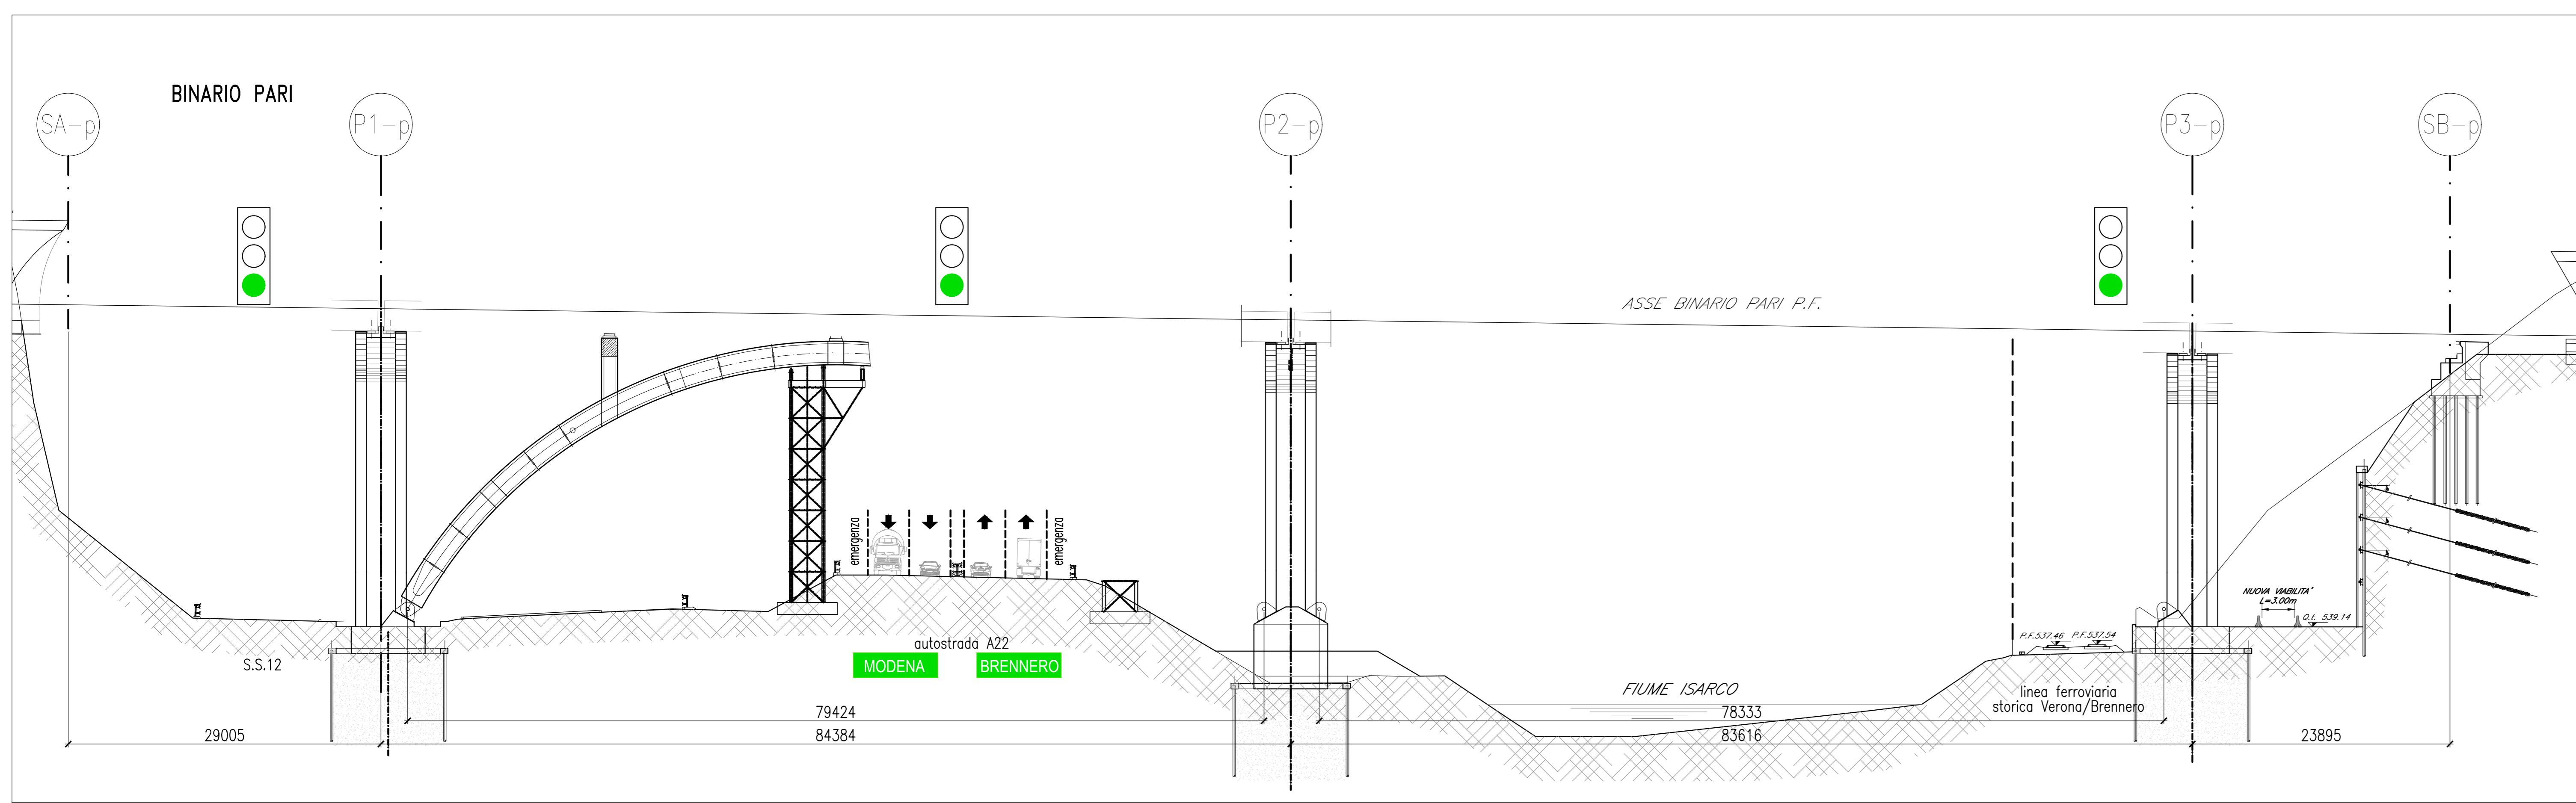 BINARIO PARI
SA-p
P1-p
P2-p
P3-p
SB-p
ASSE BINARIO PARI P.F.
emergenza
emergenza
NUOVA VIABILITA'
L=3.00m
Q.t. 539.14
P.F.537.46
P.F.537.54
autostrada A22
MODENA
BRENNERO
S.S.12
FIUME ISARCO
linea ferroviaria
storica Verona/Brennero
79424
78333
29005
84384
83616
23895